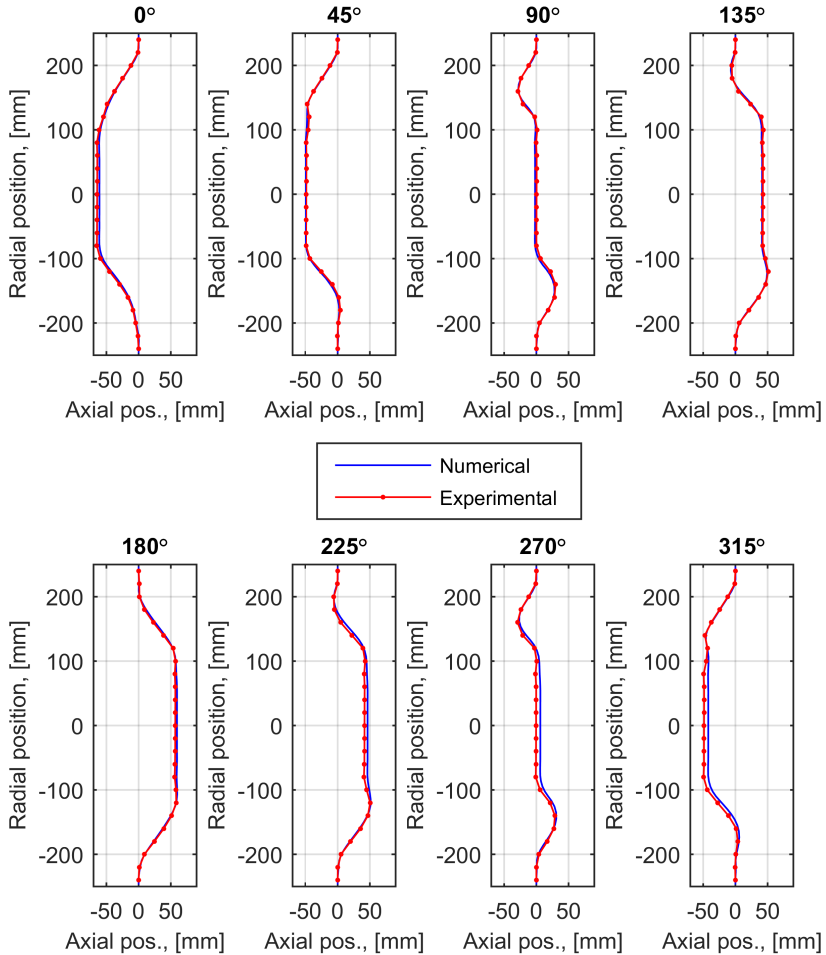 0° 45° 90° 135°
200 200 200 200
100 100 100 100
0 0 0 0
-100 -100 -100 -100
-200 -200 -200 -200
Radial position, [mm] Radial position, [mm] Radial position, [mm] Radial position, [mm]
-50 0 50 -50 0 50 -50 0 50 -50 0 50
Axial pos., [mm] Axial pos., [mm] Axial pos., [mm] Axial pos., [mm]
Numerical
Experimental
180° 225° 270° 315°
200 200 200 200
100 100 100 100
0 0 0 0
-100 -100 -100 -100
-200 -200 -200 -200
Radial position, [mm] Radial position, [mm] Radial position, [mm] Radial position, [mm]
-50 0 50 -50 0 50 -50 0 50 -50 0 50
Axial pos., [mm] Axial pos., [mm] Axial pos., [mm] Axial pos., [mm]